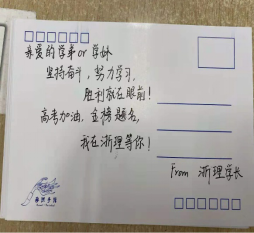 亲爱的学弟or学妹
坚持奋斗，努力学习，
胜利就在眼前！
高考加油，金榜题名，
我在浙理等你！
From 浙理学长